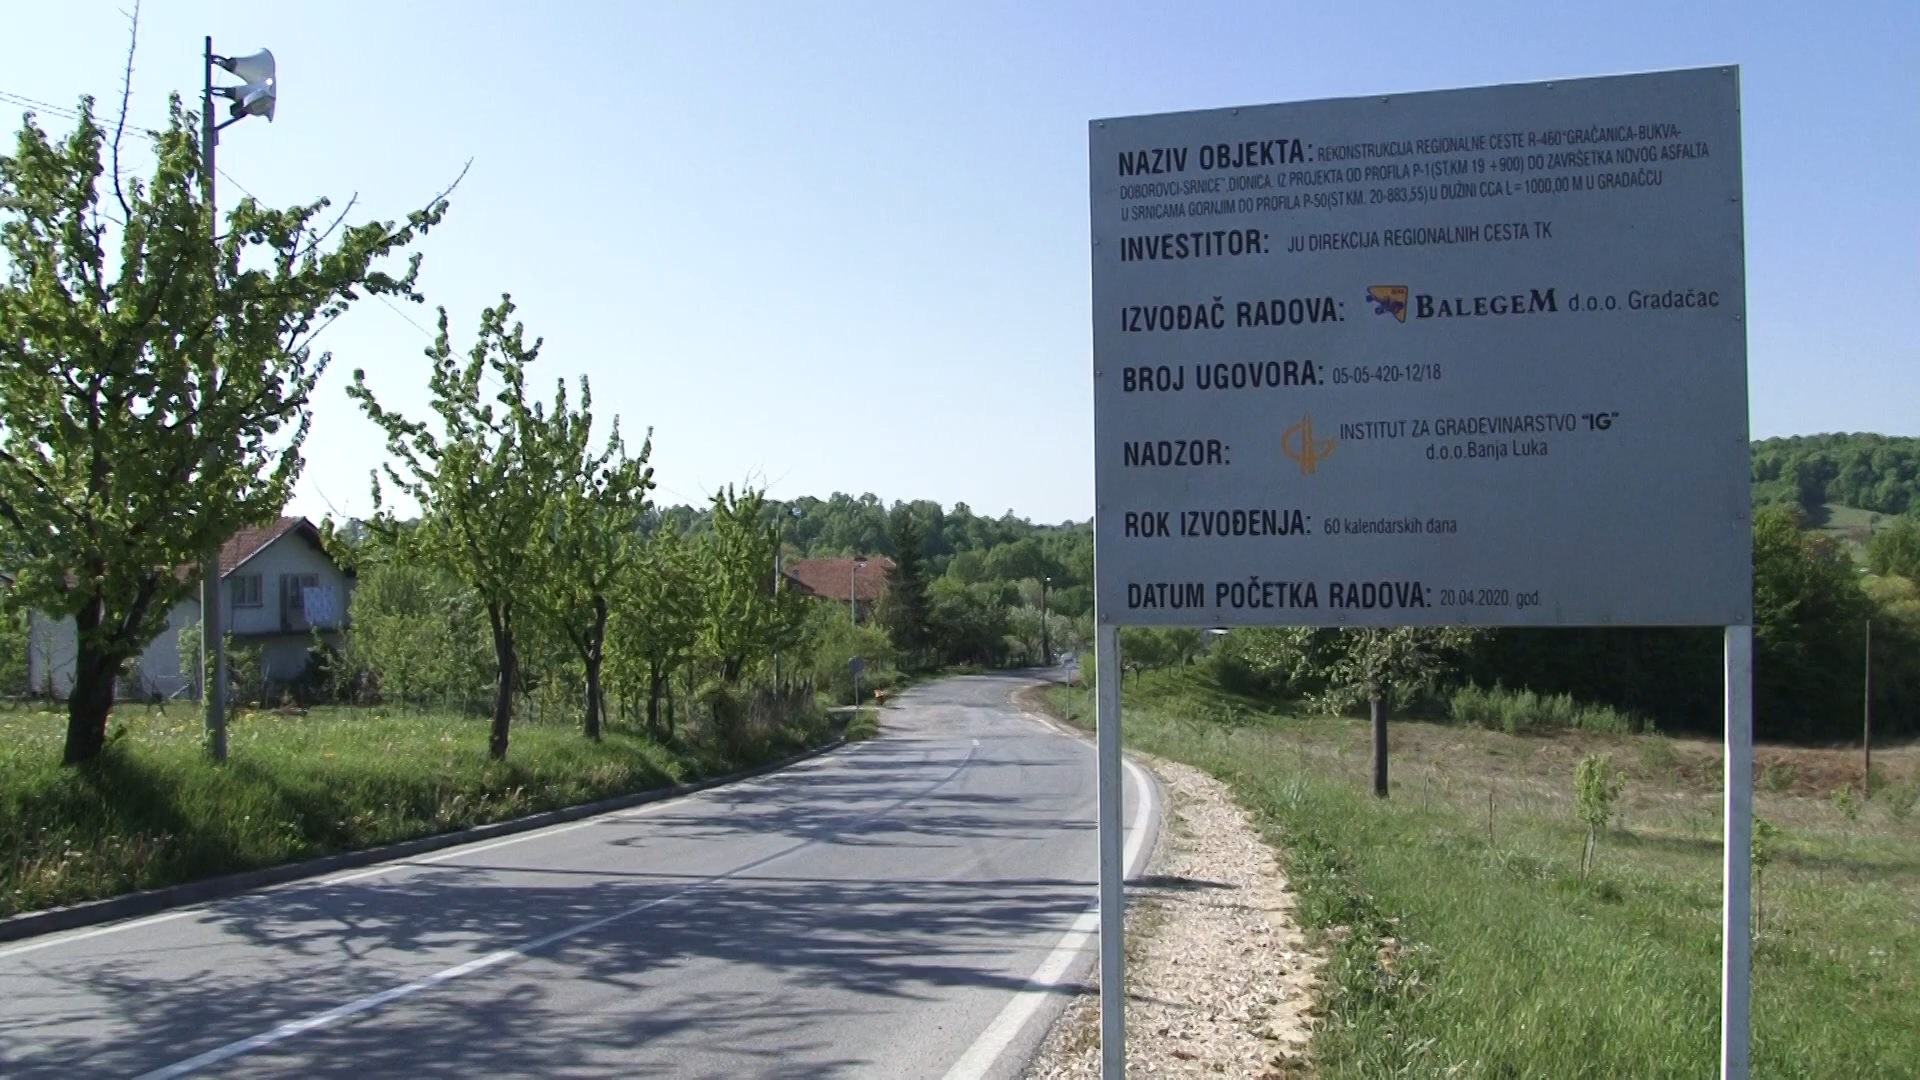 NAZIV OBJEKTA: REKONSTRUKCIJA REGIONALNE CESTE R-460"GRAČANICA-BUKVA-
DOBOROVCI-SRNICE", DIONICA. IZ PROJEKTA OD PROFILA P-1(ST.KM 19 +900) DO ZAVRŠETKA NOVOG ASFALTA
U SRNICAMA GORNJIM DO PROFILA P-50(ST KM. 20-883,55) U DUŽINI CCA L= 1000,00 M U GRADAČCU
INVESTITOR: JU DIREKCIJA REGIONALNIH CESTA TK
IZVOĐAČ RADOVA: BALEGEM d.o.o. Gradačac
BROJ UGOVORA: 05-05-420-12/18
NADZOR: INSTITUT ZA GRAĐEVINARSTVO "IG"
d.o.o.Banja Luka
ROK IZVOĐENJA: 60 kalendarskih dana
DATUM POČETKA RADOVA: 20.04.2020. god.